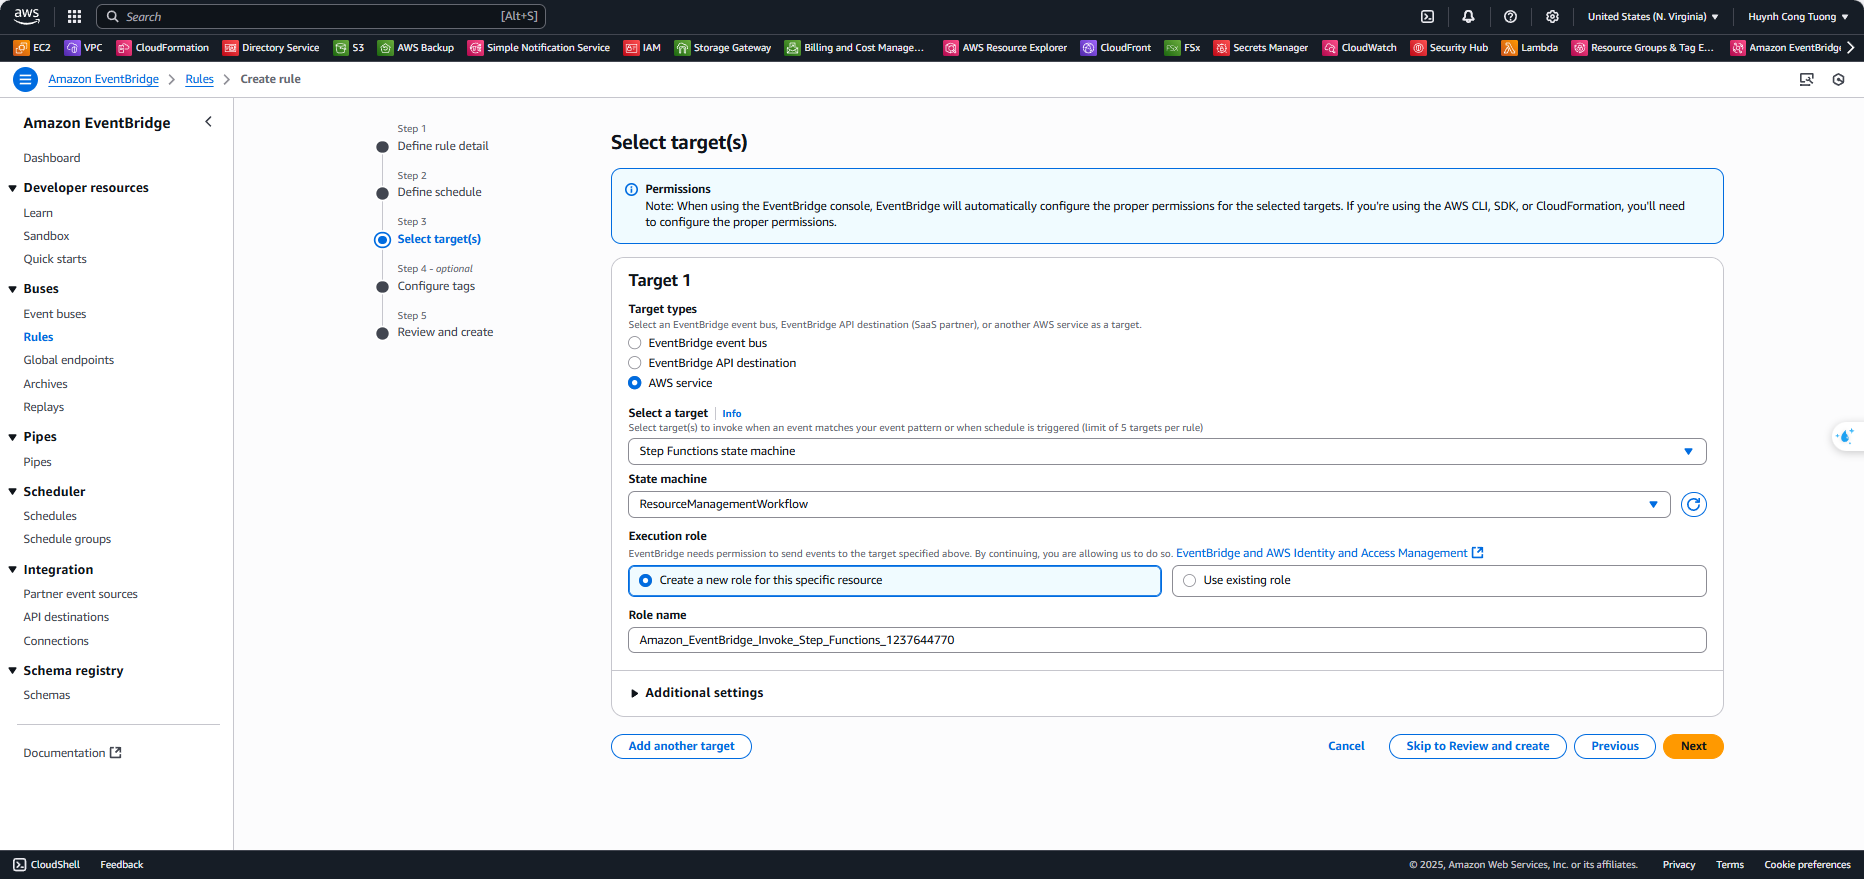 aws
Search
[Alt+S]
United States (N. Virginia)
Huynh Cong Tuong
EC2
VPC
CloudFormation
Directory Service
S3
AWS Backup
Simple Notification Service
IAM
Storage Gateway
Billing and Cost Manage...
AWS Resource Explorer
CloudFront
FSx
FSx
Secrets Manager
CloudWatch
Security Hub
Lambda
Resource Groups & Tag E...
Amazon EventBridge
Amazon EventBridge
Rules
Create rule
Amazon EventBridge
Dashboard
Developer resources
Learn
Sandbox
Quick starts
Buses
Event buses
Rules
Global endpoints
Archives
Replays
Pipes
Pipes
Scheduler
Schedules
Schedule groups
Integration
Partner event sources
API destinations
Connections
Schema registry
Schemas
Documentation
Step 1
Define rule detail
Step 2
Define schedule
Step 3
Select target(s)
Step 4 - optional
Configure tags
Step 5
Review and create
Select target(s)
Permissions
Note: When using the EventBridge console, EventBridge will automatically configure the proper permissions for the selected targets. If you're using the AWS CLI, SDK, or CloudFormation, you'll need
to configure the proper permissions.
Target 1
Target types
Select an EventBridge event bus, EventBridge API destination (SaaS partner), or another AWS service as a target.
EventBridge event bus
EventBridge API destination
AWS service
Select a target
Info
Select target(s) to invoke when an event matches your event pattern or when schedule is triggered (limit of 5 targets per rule)
Step Functions state machine
State machine
ResourceManagementWorkflow
Execution role
EventBridge needs permission to send events to the target specified above. By continuing, you are allowing us to do so. EventBridge and AWS Identity and Access Management
Create a new role for this specific resource
Use existing role
Role name
Amazon_EventBridge_Invoke_Step_Functions_1237644770
Additional settings
Add another target
Cancel
Skip to Review and create
Previous
Next
CloudShell
Feedback
© 2025, Amazon Web Services, Inc. or its affiliates.
Privacy
Terms
Cookie preferences